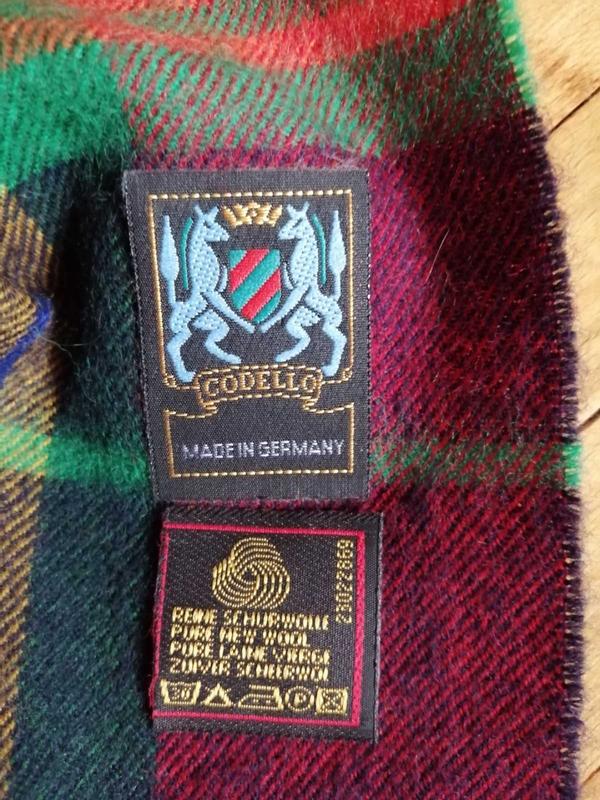 CODELLO
MADE IN GERMANY
REINE SCHURWOLLE
PURE NEW WOOL
PURE LAINE VIERGE
ZUIVER SCHEERWOL